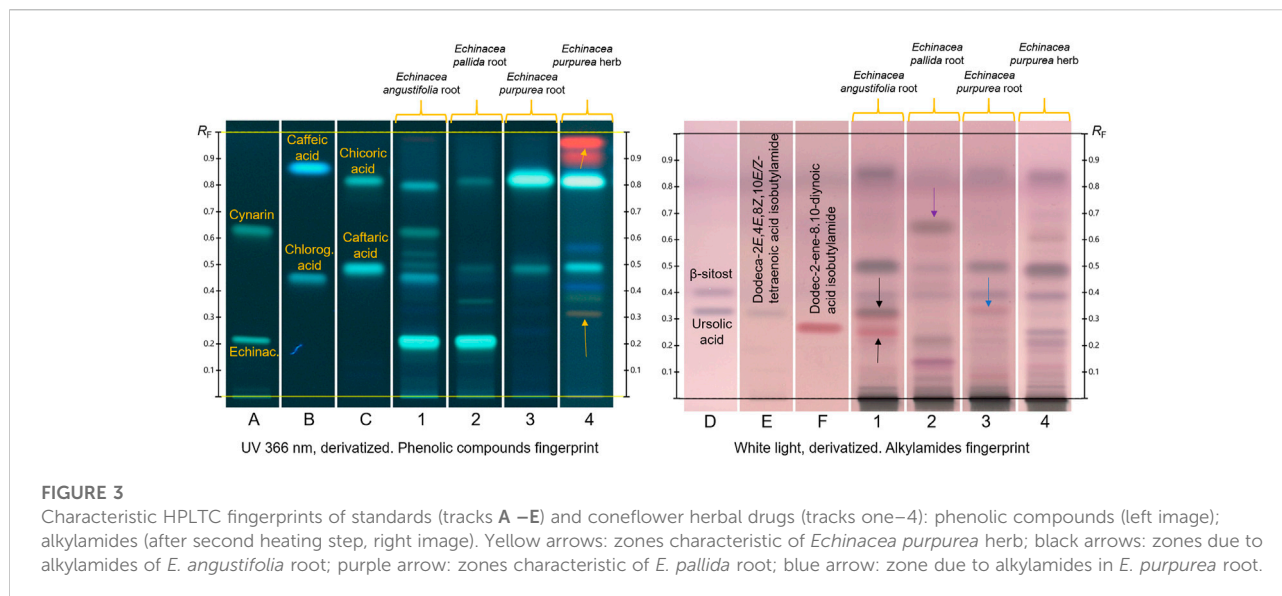 Echinacea
pallida root
Echinacea
purpurea herb
Echinacea
angustifolia root
Echinacea
purpurea root
RF
0.9
0.8
0.7
0.6
0.5
0.4
0.3
0.2
0.1
Caffeic
acid
Chicoric
acid
Cynarin
Chlorog.
acid
Caftaric
acid
Echinac.
0.9
0.8
0.7
0.6
0.5
0.4
0.3
0.2
0.1
A B C 1 2 3 4
UV 366 nm, derivatized. Phenolic compounds fingerprint
Echinacea
pallida root
Echinacea
purpurea herb
Echinacea
angustifolia root
Echinacea
purpurea root
RF
0.9
0.8
0.7
0.6
0.5
0.4
0.3
0.2
0.1
β-sitost
Ursolic
acid
Dodeca-2E,4E,8Z,10E/Z-
tetraenoic acid isobutylamide
Dodec-2-ene-8,10-diynoic
acid isobutylamide
RF
0.9
0.8
0.7
0.6
0.5
0.4
0.3
0.2
0.1
D E F 1 2 3 4
White light, derivatized. Alkylamides fingerprint
FIGURE 3
Characteristic HPLTC fingerprints of standards (tracks A –E) and coneflower herbal drugs (tracks one–4): phenolic compounds (left image);
alkylamides (after second heating step, right image). Yellow arrows: zones characteristic of Echinacea purpurea herb; black arrows: zones due to
alkylamides of E. angustifolia root; purple arrow: zones characteristic of E. pallida root; blue arrow: zone due to alkylamides in E. purpurea root.